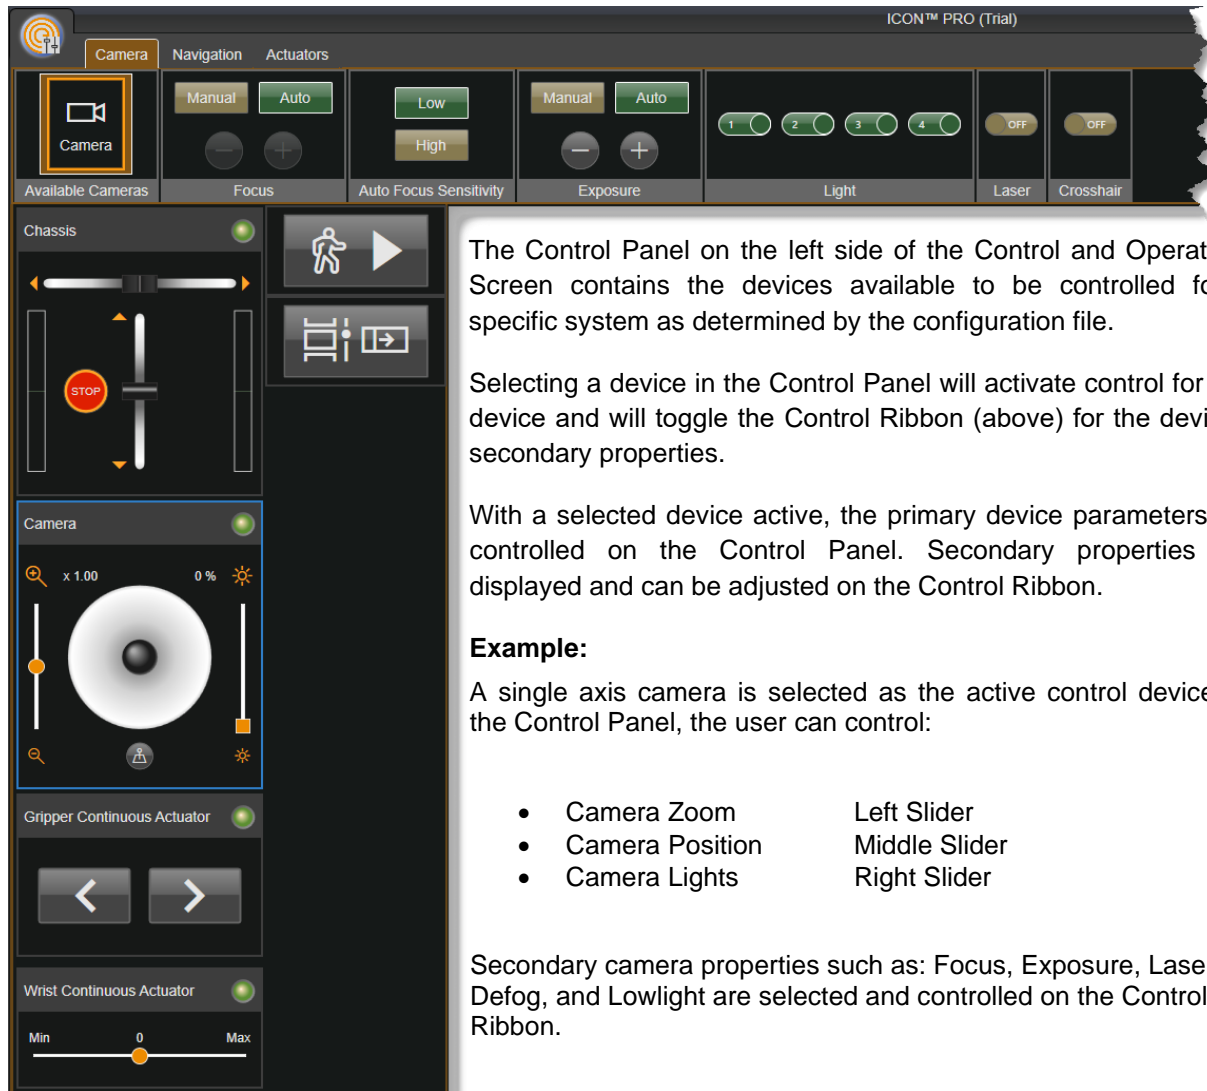 ICON™ PRO (Trial)
Camera Navigation Actuators
Camera
Available Cameras
Manual Auto
Focus
Low
High
Auto Focus Sensitivity
Manual Auto
Exposure
1 2 3 4
Light
OFF
Laser
OFF
Crosshair
Chassis
STOP
Camera
x 1.00 0 %
Gripper Continuous Actuator
Wrist Continuous Actuator
Min 0 Max
The Control Panel on the left side of the Control and Operat
Screen contains the devices available to be controlled fo
specific system as determined by the configuration file.
Selecting a device in the Control Panel will activate control for
device and will toggle the Control Ribbon (above) for the devi
secondary properties.
With a selected device active, the primary device parameters
controlled on the Control Panel. Secondary properties
displayed and can be adjusted on the Control Ribbon.
Example:
A single axis camera is selected as the active control device
the Control Panel, the user can control:
• Camera Zoom Left Slider
• Camera Position Middle Slider
• Camera Lights Right Slider
Secondary camera properties such as: Focus, Exposure, Lase
Defog, and Lowlight are selected and controlled on the Control
Ribbon.